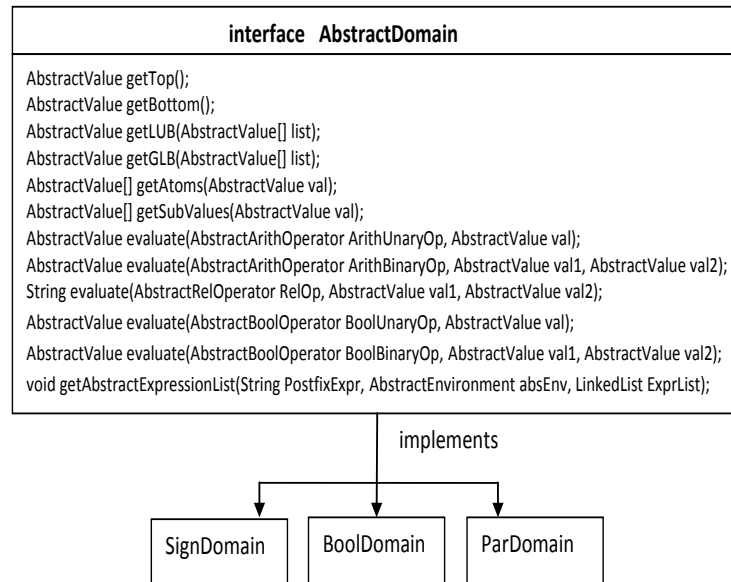 interface AbstractDomain
AbstractValue getTop();
AbstractValue getBottom();
AbstractValue getLUB(AbstractValue[] list);
AbstractValue getGLB(AbstractValue[] list);
AbstractValue[] getAtoms(AbstractValue val);
AbstractValue[] getSubValues(AbstractValue val);
AbstractValue evaluate(AbstractArithOperator ArithUnaryOp, AbstractValue val);
AbstractValue evaluate(AbstractArithOperator ArithBinaryOp, AbstractValue val1, AbstractValue val2);
String evaluate(AbstractRelOperator RelOp, AbstractValue val1, AbstractValue val2);
AbstractValue evaluate(AbstractBoolOperator BoolUnaryOp, AbstractValue val);
AbstractValue evaluate(AbstractBoolOperator BoolBinaryOp, AbstractValue val1, AbstractValue val2);
void getAbstractExpressionList(String PostfixExpr, AbstractEnvironment absEnv, LinkedList ExprList);
implements
SignDomain BoolDomain ParDomain